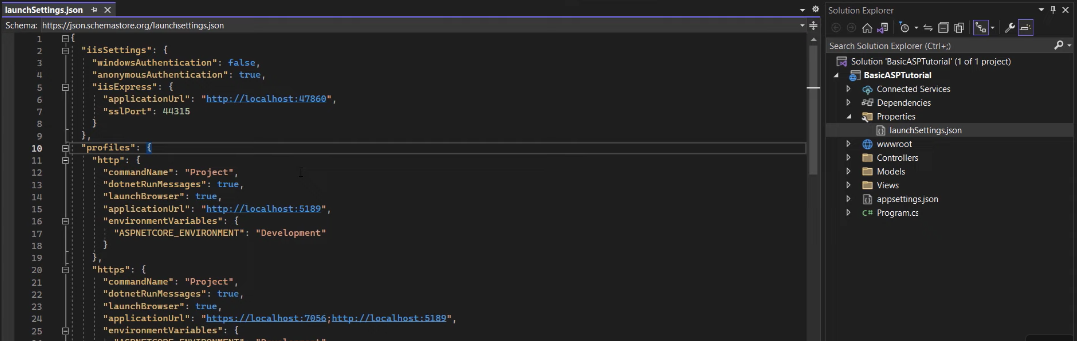 launchSettings.json
Schema: https://json.schemastore.org/launchsettings.json
1 {
2 "iisSettings": {
3 "windowsAuthentication": false,
4 "anonymousAuthentication": true,
5 "iisExpress": {
6 "applicationUrl": "http://localhost:47860",
7 "sslPort": 44315
8 }
9 },
10 "profiles": {
11 "http": {
12 "commandName": "Project",
13 "dotnetRunMessages": true,
14 "launchBrowser": true,
15 "applicationUrl": "http://localhost:5189",
16 "environmentVariables": {
17 "ASPNETCORE_ENVIRONMENT": "Development"
18 }
19 },
20 "https": {
21 "commandName": "Project",
22 "dotnetRunMessages": true,
23 "launchBrowser": true,
24 "applicationUrl": "https://localhost:7056;http://localhost:5189",
25 "environmentVariables": {
Solution Explorer
Search Solution Explorer (Ctrl+;)
Solution 'BasicASPTutorial' (1 of 1 project)
BasicASPTutorial
Connected Services
Dependencies
Properties
launchSettings.json
wwwroot
Controllers
Models
Views
appsettings.json
C# Program.cs